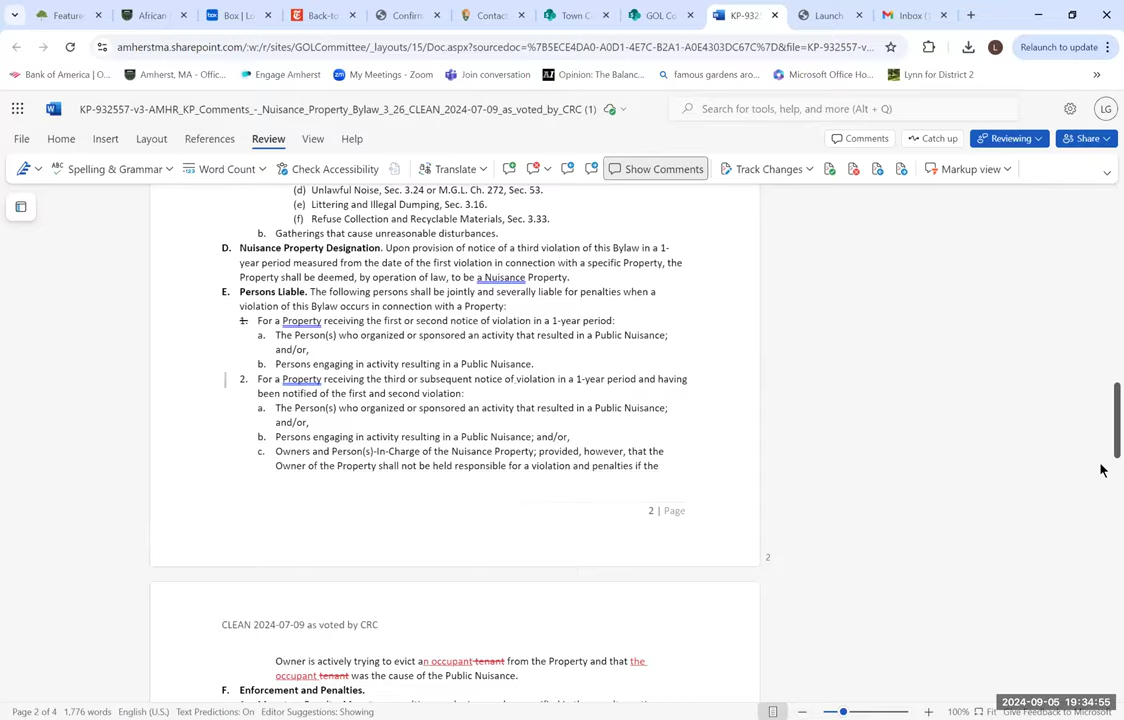 Feature
African
Box | Lo
Back-to
Confirm
Contact
Town C
GOL Co
KP-932
Launch
Inbox (
amherstma.sharepoint.com/:w:/r/sites/GOLCommittee/_layouts/15/Doc.aspx?sourcedoc=%7B5ECE4DA0-A0D1-4E7C-B2A1-A0E4303DC67C%7D&file=KP-932557-v...
L
Relaunch to update
Bank of America | O...
Amherst, MA - Offic...
Engage Amherst
My Meetings - Zoom
Join conversation
Opinion: The Balanc...
famous gardens aro...
Microsoft Office Ho...
Lynn for District 2
KP-932557-v3-AMHR_KP_Comments_-_Nuisance_Property_Bylaw_3_26_CLEAN_2024-07-09_as_voted_by_CRC (1)
Search for tools, help, and more (Alt + Q)
LG
File Home Insert Layout References Review View Help
Comments Catch up Reviewing Share
Spelling & Grammar Word Count Check Accessibility Translate Show Comments Track Changes Markup view
(d) Unlawful Noise, Sec. 3.24 or M.G.L. Ch. 272, Sec. 53.
(e) Littering and Illegal Dumping, Sec. 3.16.
(f) Refuse Collection and Recyclable Materials, Sec. 3.33.
b. Gatherings that cause unreasonable disturbances.
D. Nuisance Property Designation. Upon provision of notice of a third violation of this Bylaw in a 1-
year period measured from the date of the first violation in connection with a specific Property, the
Property shall be deemed, by operation of law, to be a Nuisance Property.
E. Persons Liable. The following persons shall be jointly and severally liable for penalties when a
violation of this Bylaw occurs in connection with a Property:
1. For a Property receiving the first or second notice of violation in a 1-year period:
a. The Person(s) who organized or sponsored an activity that resulted in a Public Nuisance;
and/or,
b. Persons engaging in activity resulting in a Public Nuisance.
2. For a Property receiving the third or subsequent notice of violation in a 1-year period and having
been notified of the first and second violation:
a. The Person(s) who organized or sponsored an activity that resulted in a Public Nuisance;
and/or,
b. Persons engaging in activity resulting in a Public Nuisance; and/or,
c. Owners and Person(s)-In-Charge of the Nuisance Property; provided, however, that the
Owner of the Property shall not be held responsible for a violation and penalties if the
2 | Page
2
CLEAN 2024-07-09 as voted by CRC
Owner is actively trying to evict an occupant tenant from the Property and that the
occupant tenant was the cause of the Public Nuisance.
F. Enforcement and Penalties.
2024-09-05 19:34:55
Page 2 of 4 1,776 words English (U.S.) Text Predictions: On Editor Suggestions: Showing
100% Fit Give Feedback to Microsoft